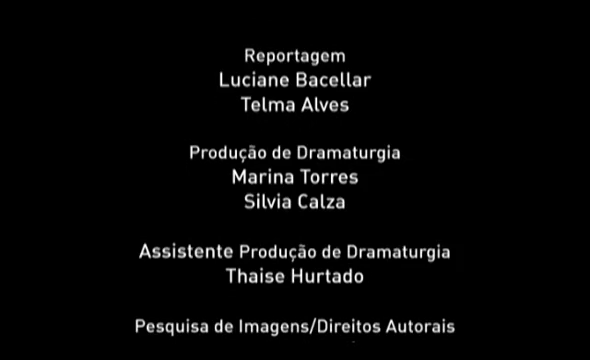 Reportagem
Luciane Bacellar
Telma Alves
Produção de Dramaturgia
Marina Torres
Silvia Calza
Assistente Produção de Dramaturgia
Thaise Hurtado
Pesquisa de Imagens/Direitos Autorais